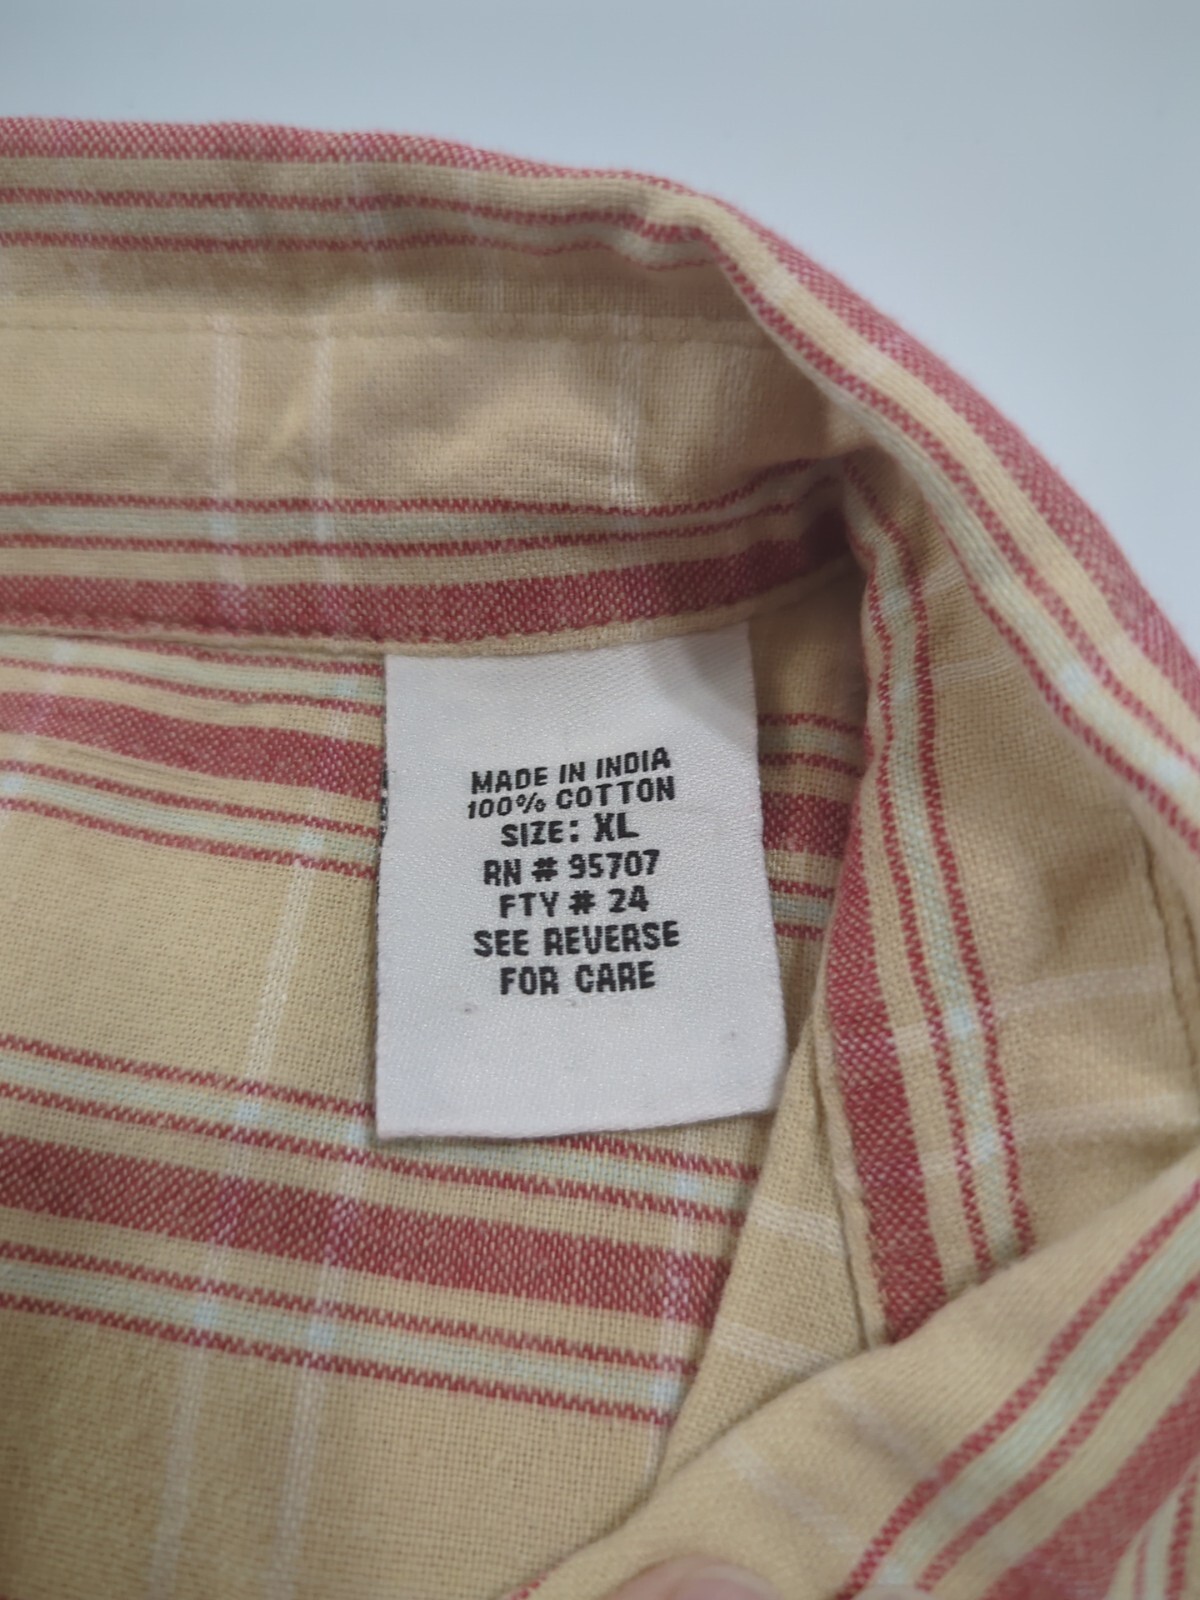 MADE IN INDIA
100% COTTON
SIZE: XL
RN # 95707
FTY # 24
SEE REVERSE
FOR CARE